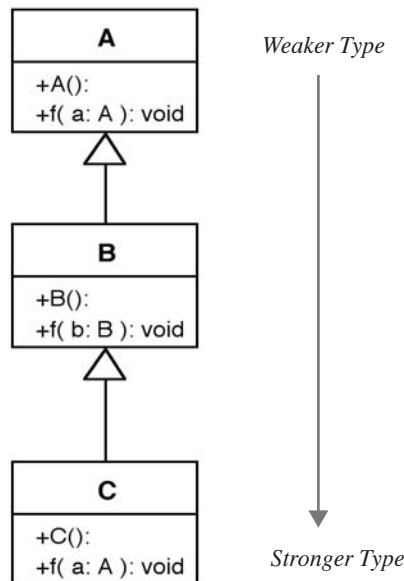 A
Weaker Type
+A():
+f( a: A ): void
B
+B():
+f( b: B ): void
C
+C():
+f( a: A ) : void
Stronger Type